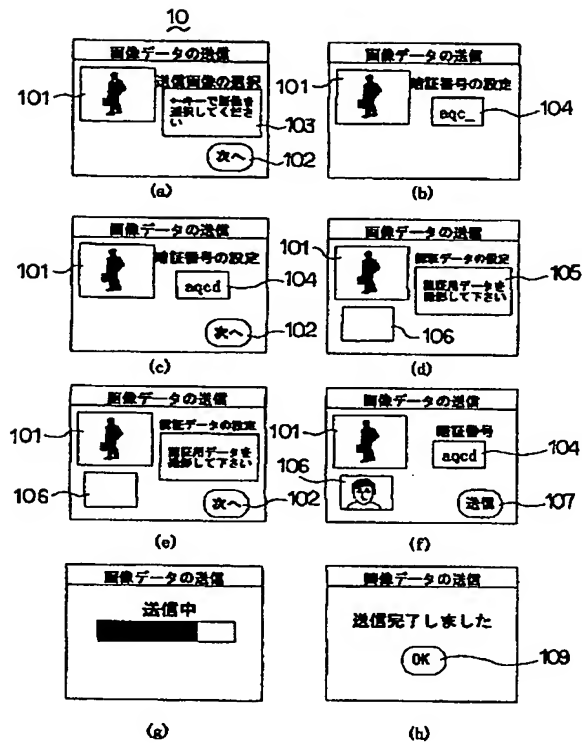 10
画像データの送信
101
送信画像の選択
←キーで画像を
選択してくださ
い
103
次へ
102
(a)
画像データの送信
101
暗証番号の設定
aqc_
104
(b)
画像データの送信
101
暗証番号の設定
aqcd
104
次へ
102
(c)
画像データの送信
101
認証データの設定
認証用データを
撮影して下さい
105
106
(d)
画像データの送信
101
認証データの設定
認証用データを
撮影して下さい
106
次へ
102
(e)
画像データの送信
101
暗証番号
aqcd
104
106
送信
107
(f)
画像データの送信
送信中
(g)
画像データの送信
送信完了しました
OK
109
(h)